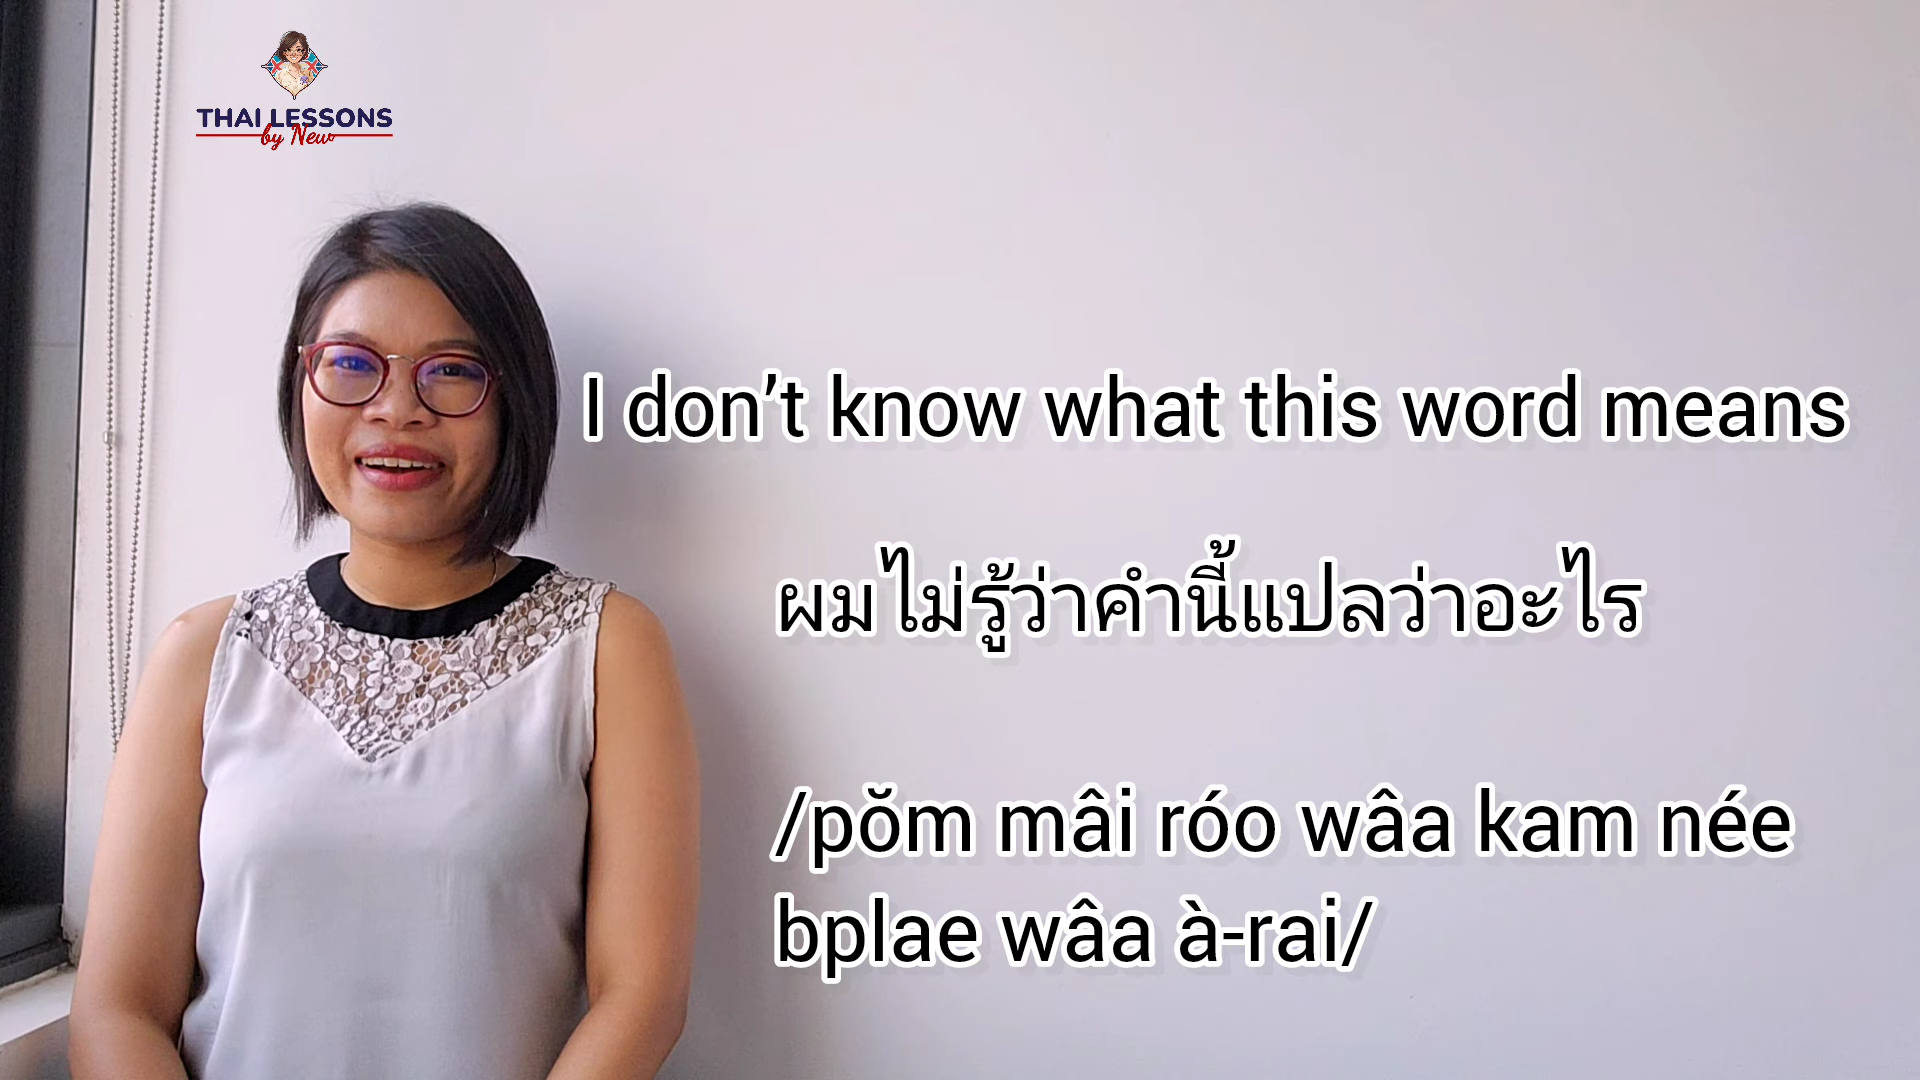 THAI LESSONS
by New
I don’t know what this word means
ผมไม่รู้ว่าคำนี้แปลว่าอะไร
/pŏm mâi róo wâa kam née
bplae wâa à-rai/